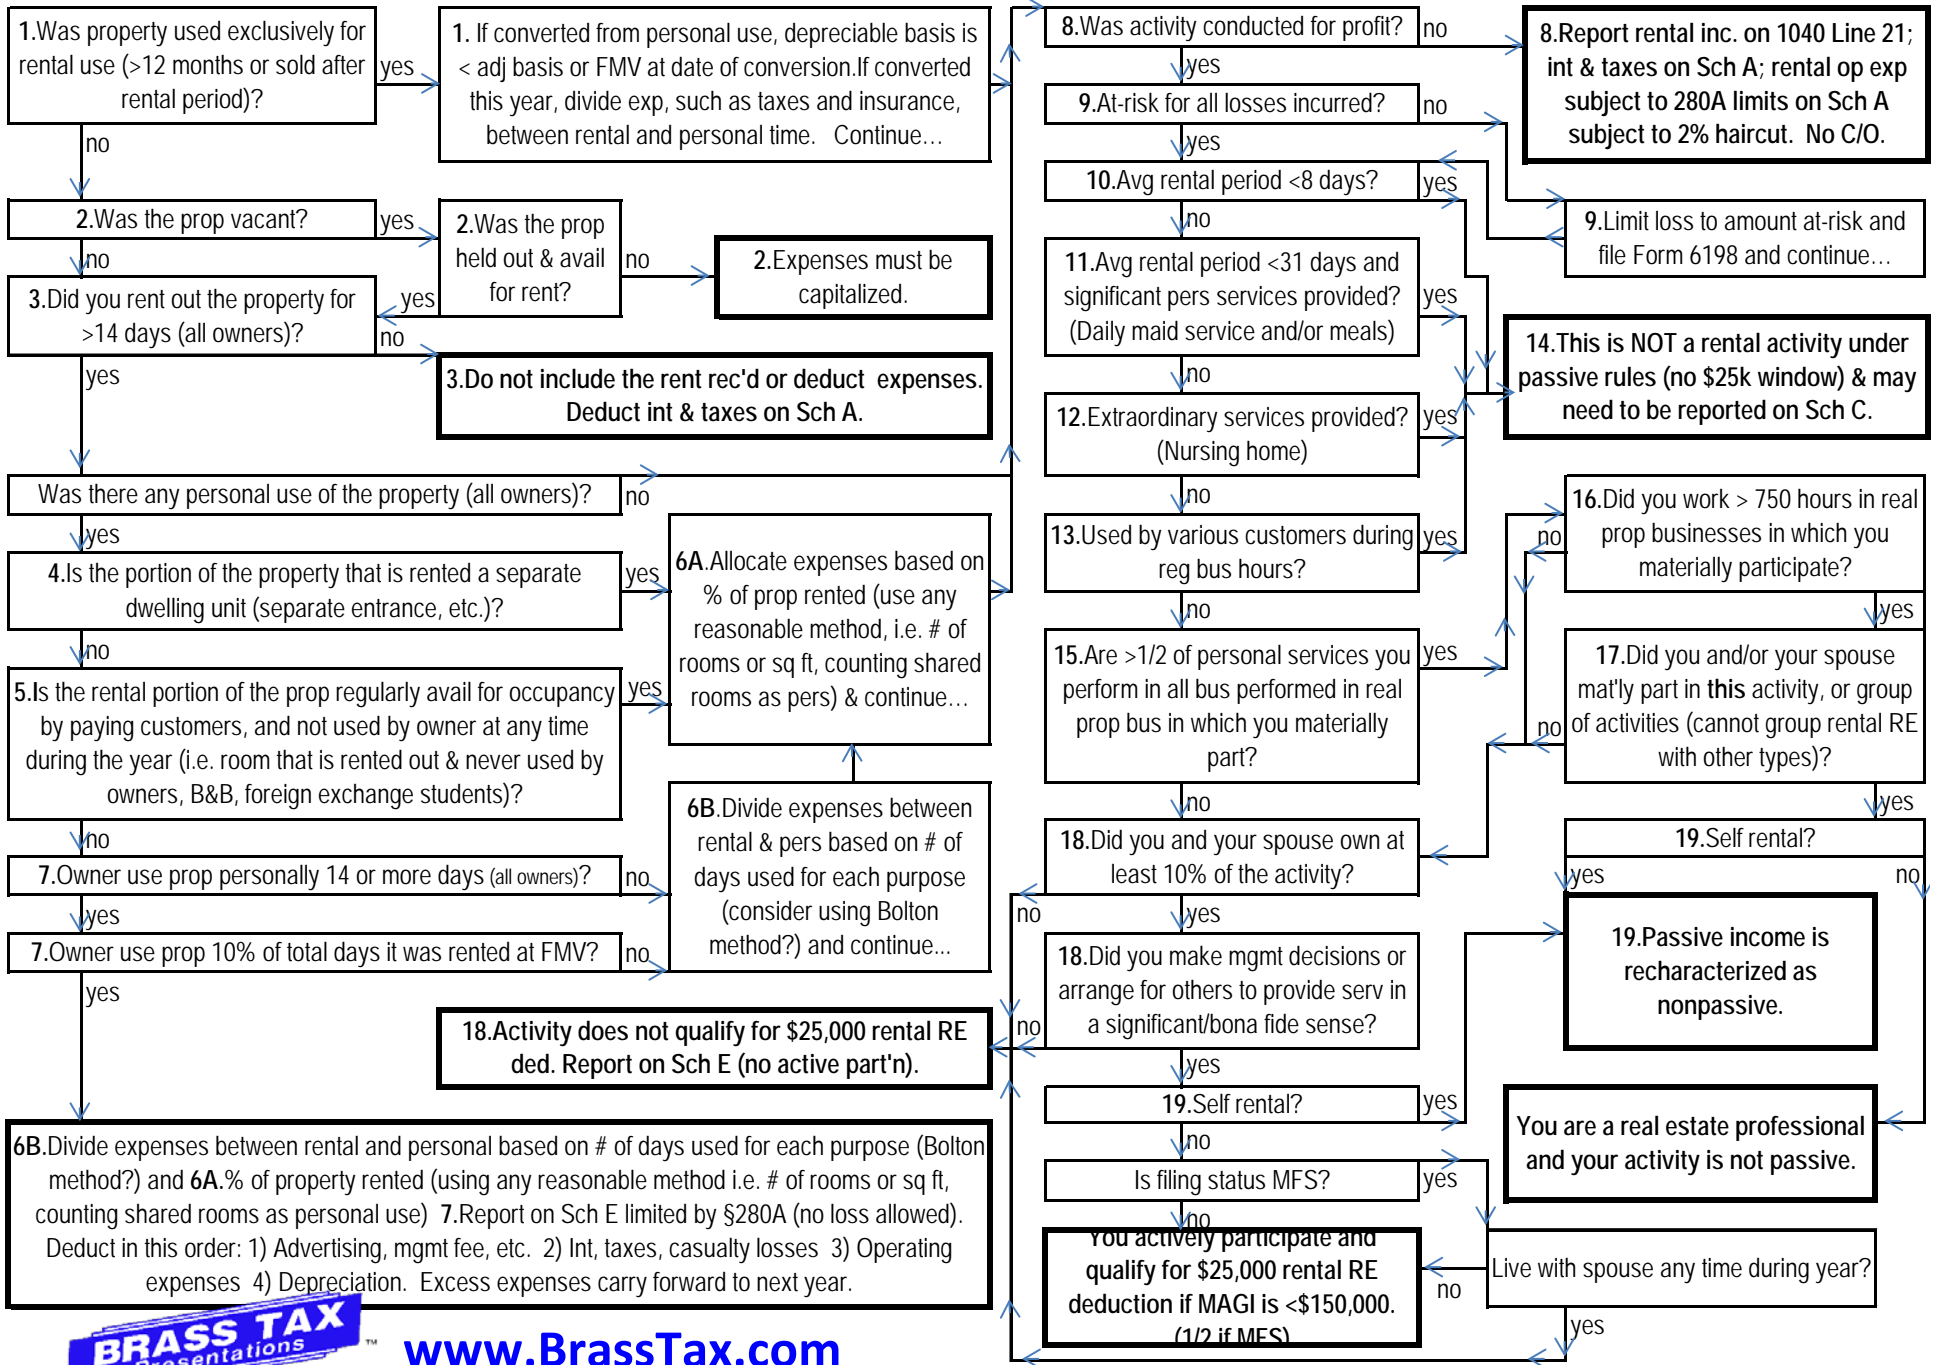 1.Was property used exclusively for
rental use (>12 months or sold after
rental period)?
yes
no
1. If converted from personal use, depreciable basis is
< adj basis or FMV at date of conversion.If converted
this year, divide exp, such as taxes and insurance,
between rental and personal time. Continue…
2.Was the prop vacant?
yes
no
2.Was the prop
held out & avail
for rent?
no
yes
2.Expenses must be
capitalized.
3.Did you rent out the property for
>14 days (all owners)?
no
yes
3.Do not include the rent rec'd or deduct expenses.
Deduct int & taxes on Sch A.
Was there any personal use of the property (all owners)?
no
yes
4.Is the portion of the property that is rented a separate
dwelling unit (separate entrance, etc.)?
yes
no
5.Is the rental portion of the prop regularly avail for occupancy
by paying customers, and not used by owner at any time
during the year (i.e. room that is rented out & never used by
owners, B&B, foreign exchange students)?
yes
no
6A.Allocate expenses based on
% of prop rented (use any
reasonable method, i.e. # of
rooms or sq ft, counting shared
rooms as pers) & continue…
7.Owner use prop personally 14 or more days (all owners)?
no
yes
7.Owner use prop 10% of total days it was rented at FMV?
no
yes
6B.Divide expenses between
rental & pers based on # of
days used for each purpose
(consider using Bolton
method?) and continue...
18.Activity does not qualify for $25,000 rental RE
ded. Report on Sch E (no active part'n).
6B.Divide expenses between rental and personal based on # of days used for each purpose (Bolton
method?) and 6A.% of property rented (using any reasonable method i.e. # of rooms or sq ft,
counting shared rooms as personal use) 7.Report on Sch E limited by §280A (no loss allowed).
Deduct in this order: 1) Advertising, mgmt fee, etc. 2) Int, taxes, casualty losses 3) Operating
expenses 4) Depreciation. Excess expenses carry forward to next year.
BRASS TAX
Presentations
™
www.BrassTax.com
8.Was activity conducted for profit?
no
yes
8.Report rental inc. on 1040 Line 21;
int & taxes on Sch A; rental op exp
subject to 280A limits on Sch A
subject to 2% haircut. No C/O.
9.At-risk for all losses incurred?
no
yes
9.Limit loss to amount at-risk and
file Form 6198 and continue…
10.Avg rental period <8 days?
yes
no
11.Avg rental period <31 days and
significant pers services provided?
(Daily maid service and/or meals)
yes
no
12.Extraordinary services provided?
(Nursing home)
yes
no
13.Used by various customers during
reg bus hours?
yes
no
14.This is NOT a rental activity under
passive rules (no $25k window) & may
need to be reported on Sch C.
15.Are >1/2 of personal services you
perform in all bus performed in real
prop bus in which you materially
part?
yes
no
16.Did you work > 750 hours in real
prop businesses in which you
materially participate?
no
yes
17.Did you and/or your spouse
mat'ly part in this activity, or group
of activities (cannot group rental RE
with other types)?
no
yes
18.Did you and your spouse own at
least 10% of the activity?
no
yes
18.Did you make mgmt decisions or
arrange for others to provide serv in
a significant/bona fide sense?
no
yes
19.Self rental?
yes
no
19.Passive income is
recharacterized as
nonpassive.
19.Self rental?
yes
no
You are a real estate professional
and your activity is not passive.
Is filing status MFS?
yes
no
You actively participate and
qualify for $25,000 rental RE
deduction if MAGI is <$150,000.
(1/2 if MFS)
Live with spouse any time during year?
no
yes